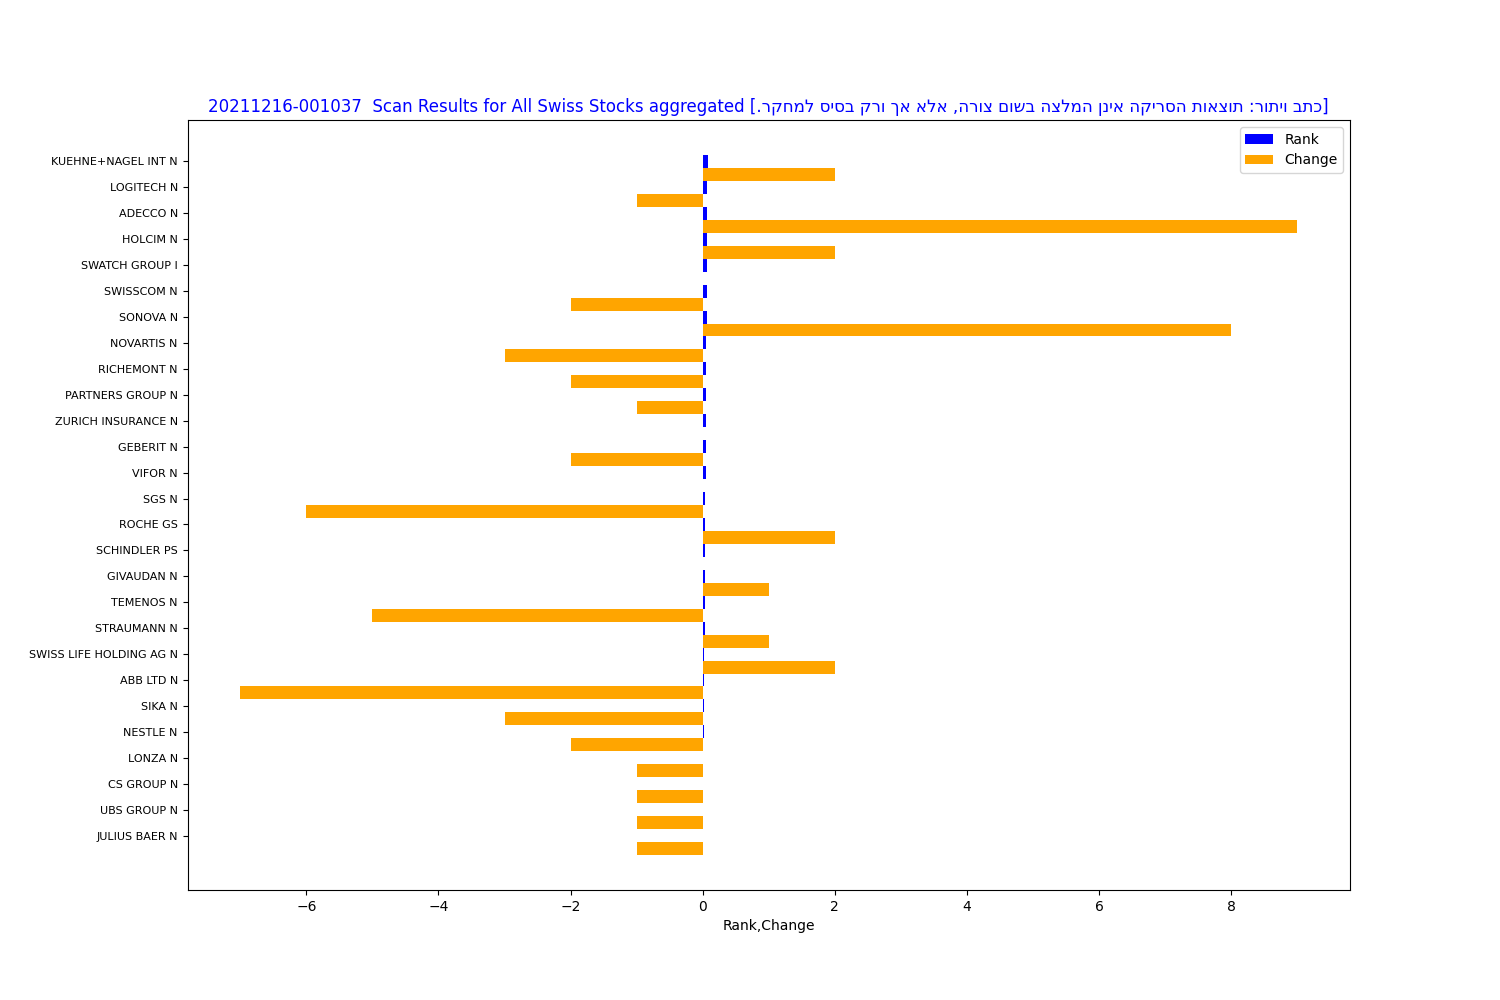 20211216-001037  Scan Results for All Swiss Stocks aggregated [כתב ויתור: תוצאות הסריקה אינן המלצה בשום צורה, אלא אך ורק בסיס למחקר.]
Rank
Change
KUEHNE+NAGEL INT N
LOGITECH N
ADECCO N
HOLCIM N
SWATCH GROUP I
SWISSCOM N
SONOVA N
NOVARTIS N
RICHEMONT N
PARTNERS GROUP N
ZURICH INSURANCE N
GEBERIT N
VIFOR N
SGS N
ROCHE GS
SCHINDLER PS
GIVAUDAN N
TEMENOS N
STRAUMANN N
SWISS LIFE HOLDING AG N
ABB LTD N
SIKA N
NESTLE N
LONZA N
CS GROUP N
UBS GROUP N
JULIUS BAER N
−6 −4 −2 0 2 4 6 8
Rank,Change